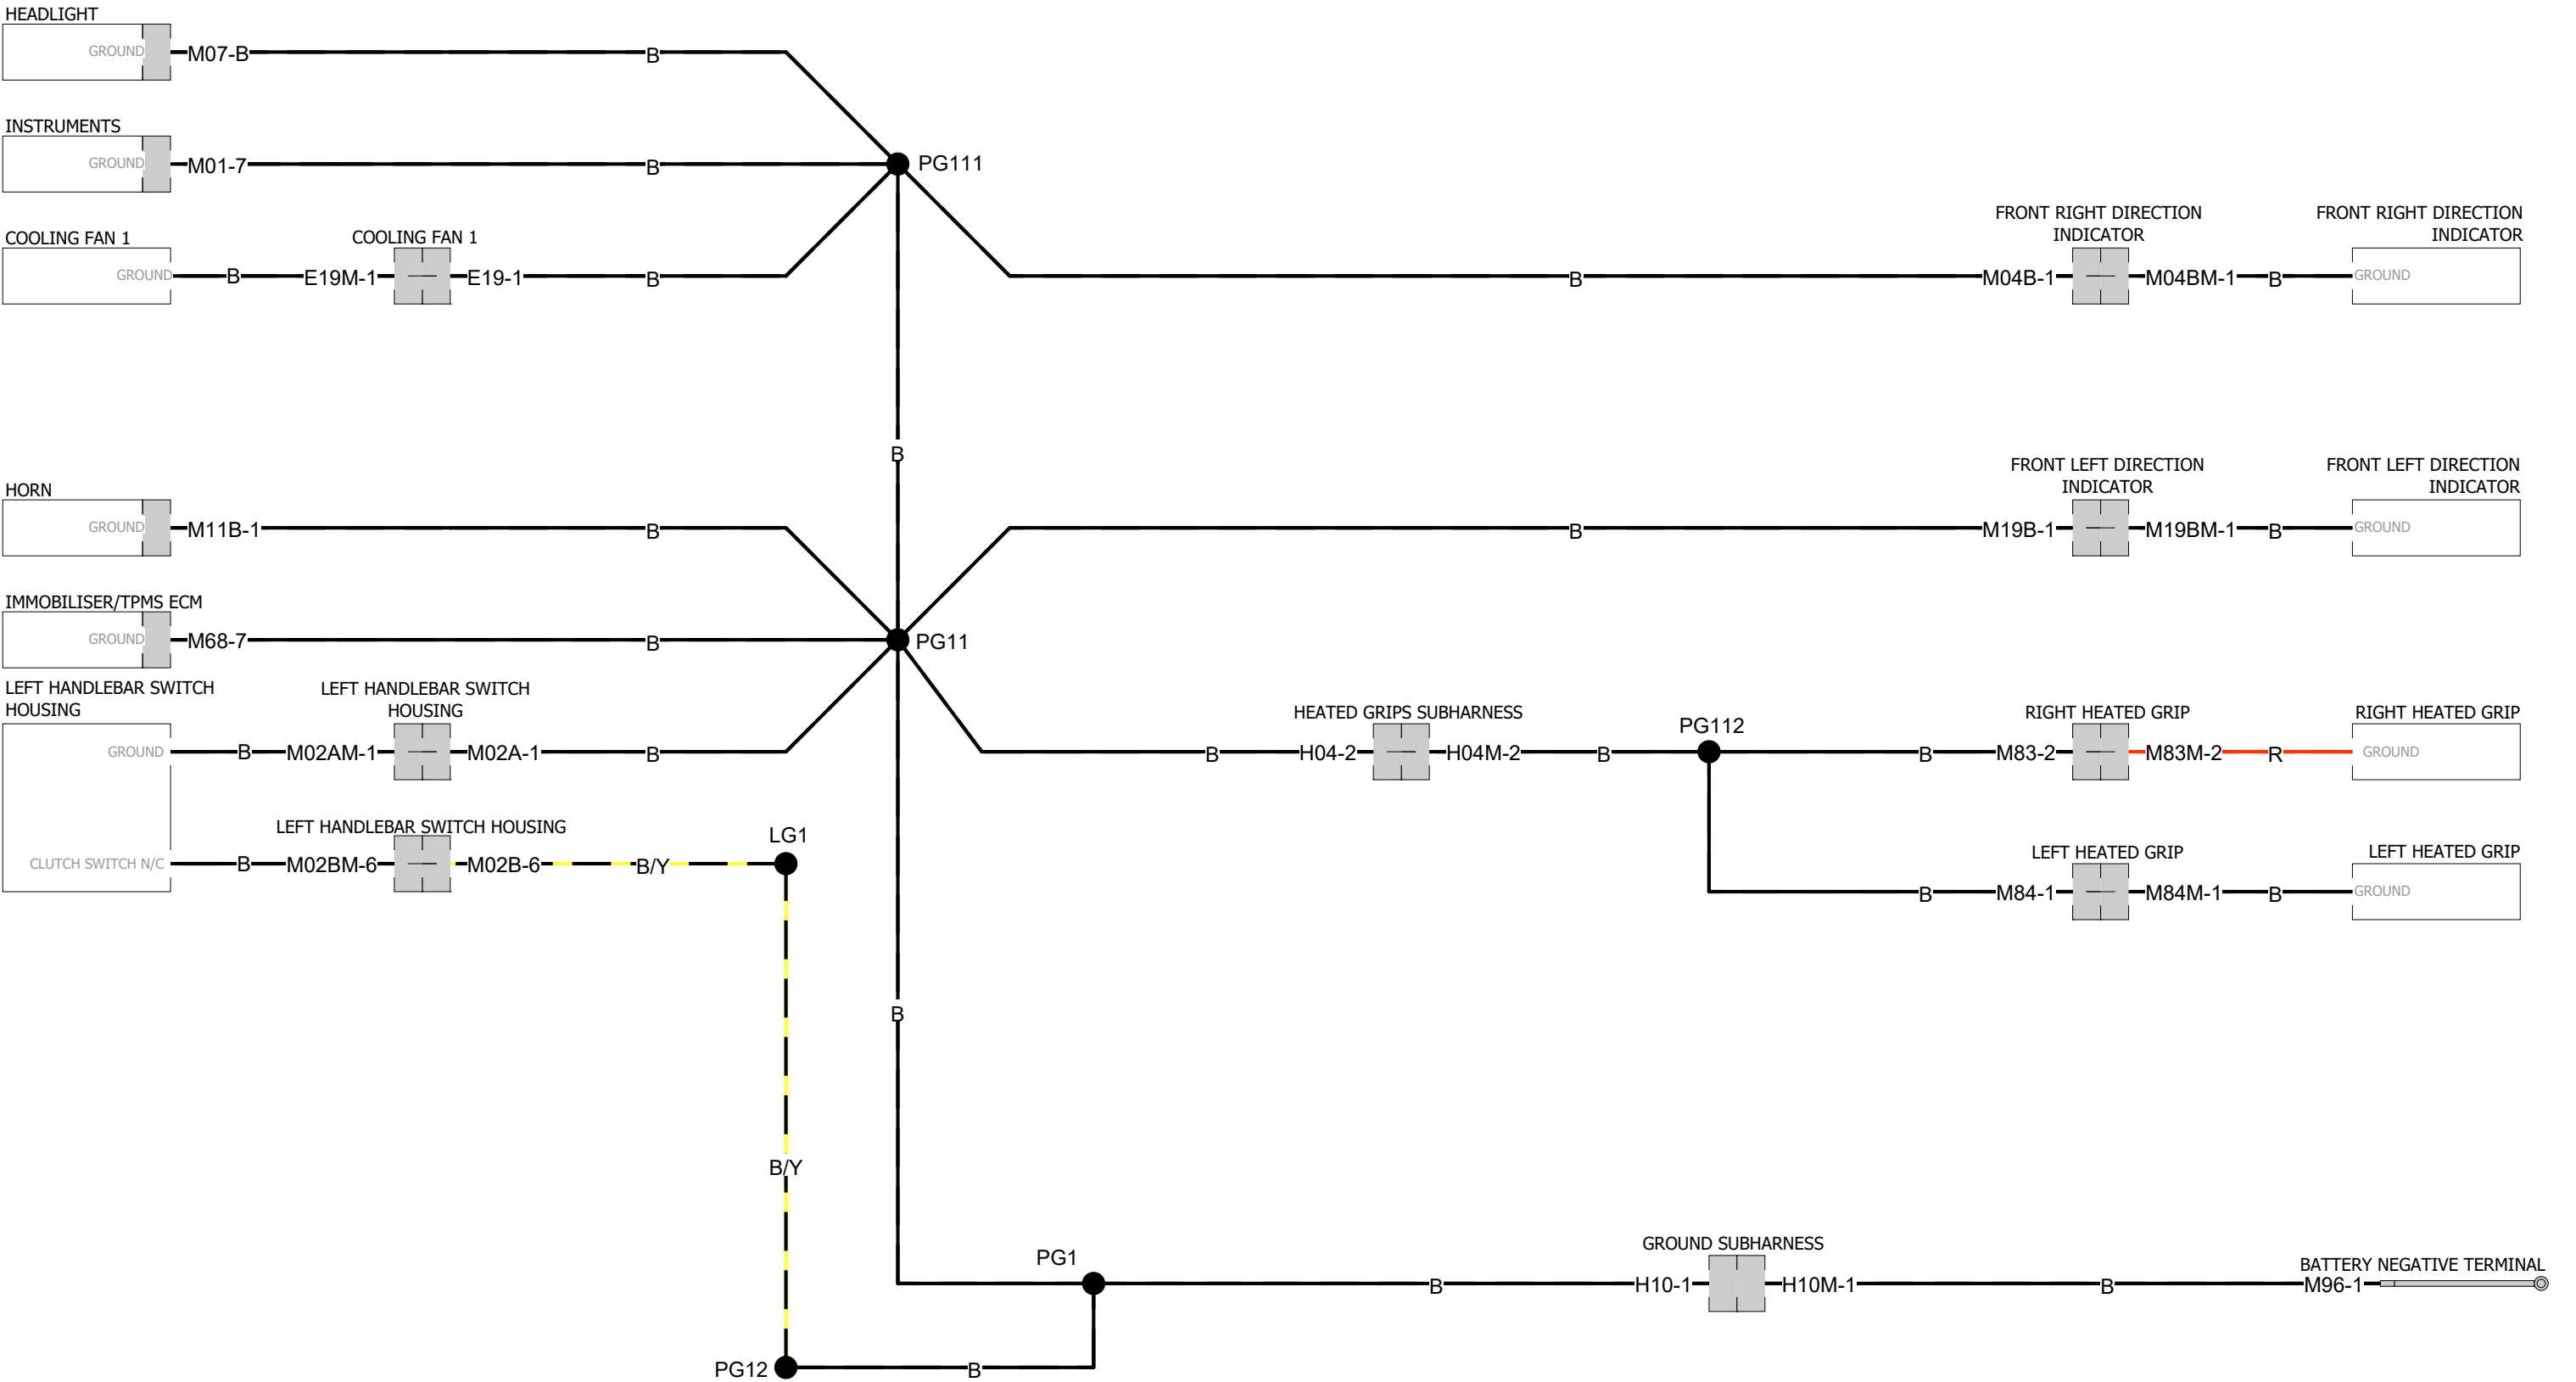 HEADLIGHT
GROUND
M07-B
B
INSTRUMENTS
GROUND
M01-7
B
PG111
COOLING FAN 1
GROUND
B
E19M-1
COOLING FAN 1
E19-1
B
B
FRONT RIGHT DIRECTION
INDICATOR
M04B-1
M04BM-1
B
FRONT RIGHT DIRECTION
INDICATOR
GROUND
B
HORN
GROUND
M11B-1
B
B
FRONT LEFT DIRECTION
INDICATOR
M19B-1
M19BM-1
B
FRONT LEFT DIRECTION
INDICATOR
GROUND
IMMOBILISER/TPMS ECM
GROUND
M68-7
B
PG11
LEFT HANDLEBAR SWITCH
HOUSING
GROUND
B
M02AM-1
LEFT HANDLEBAR SWITCH
HOUSING
M02A-1
B
B
HEATED GRIPS SUBHARNESS
H04-2
H04M-2
B
PG112
B
RIGHT HEATED GRIP
M83-2
M83M-2
R
RIGHT HEATED GRIP
GROUND
CLUTCH SWITCH N/C
B
M02BM-6
LEFT HANDLEBAR SWITCH HOUSING
M02B-6
B/Y
LG1
B
LEFT HEATED GRIP
M84-1
M84M-1
B
LEFT HEATED GRIP
GROUND
B
B/Y
PG1
B
GROUND SUBHARNESS
H10-1
H10M-1
B
BATTERY NEGATIVE TERMINAL
M96-1
PG12
B